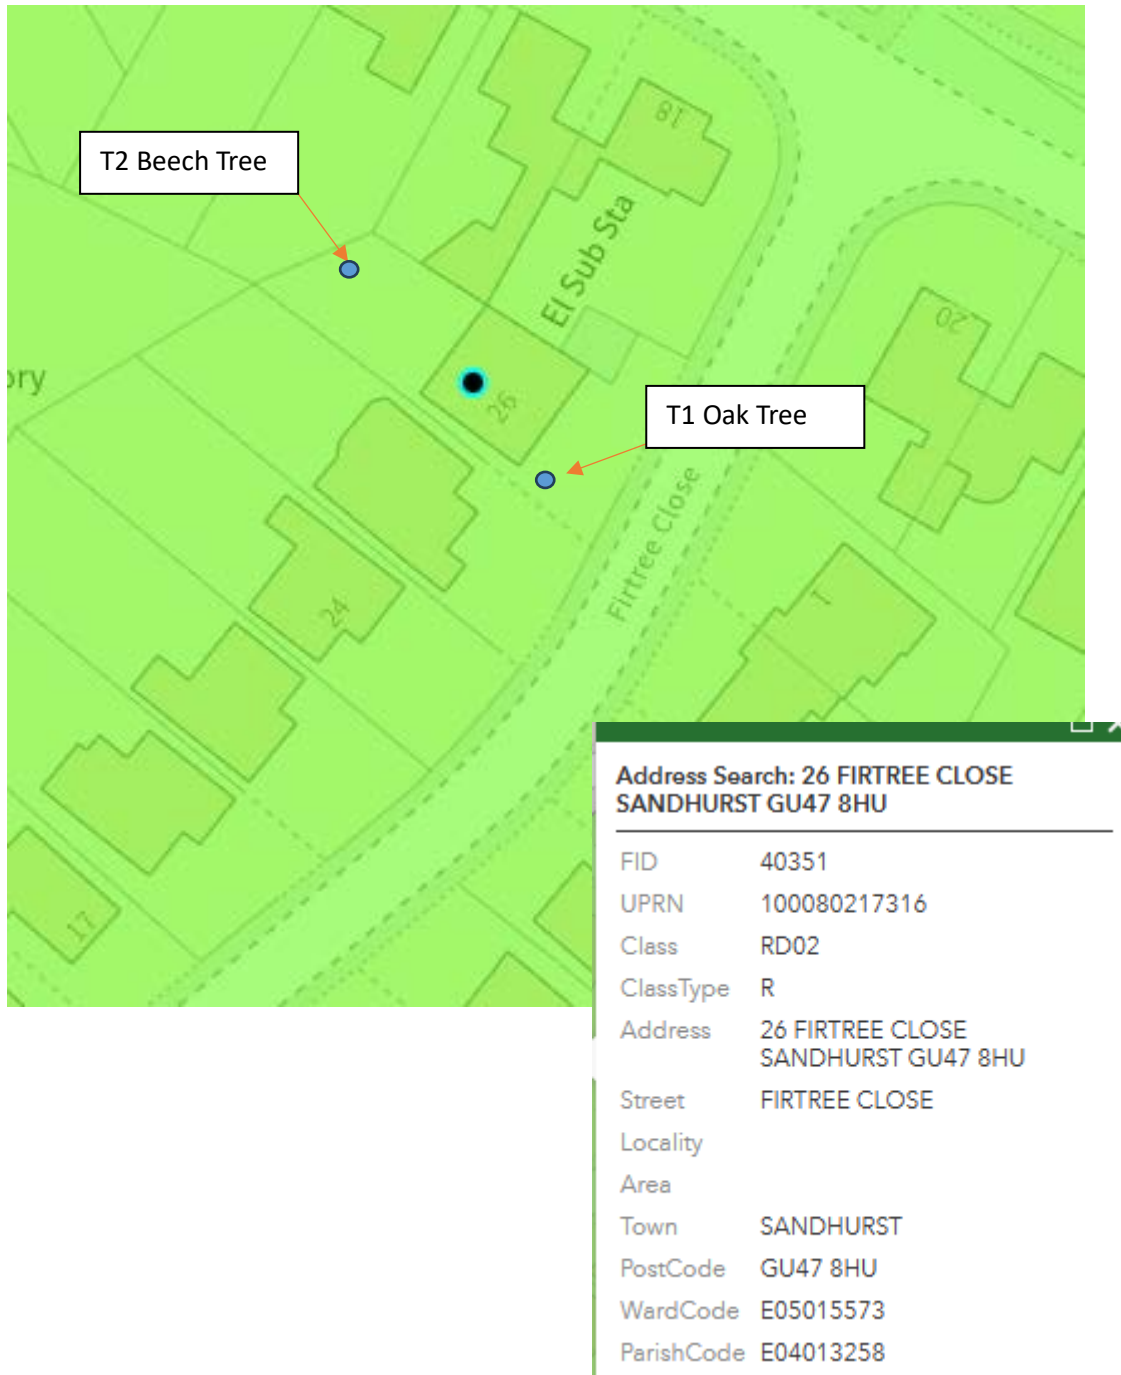 18
T2 Beech Tree
El Sub Sta
20
ory
26
T1 Oak Tree
Firtree Close
24
1
17
Address Search: 26 FIRTREE CLOSE
SANDHURST GU47 8HU
FID 40351
UPRN 100080217316
Class RD02
ClassType R
Address 26 FIRTREE CLOSE
SANDHURST GU47 8HU
Street FIRTREE CLOSE
Locality
Area
Town SANDHURST
PostCode GU47 8HU
WardCode E05015573
ParishCode E04013258